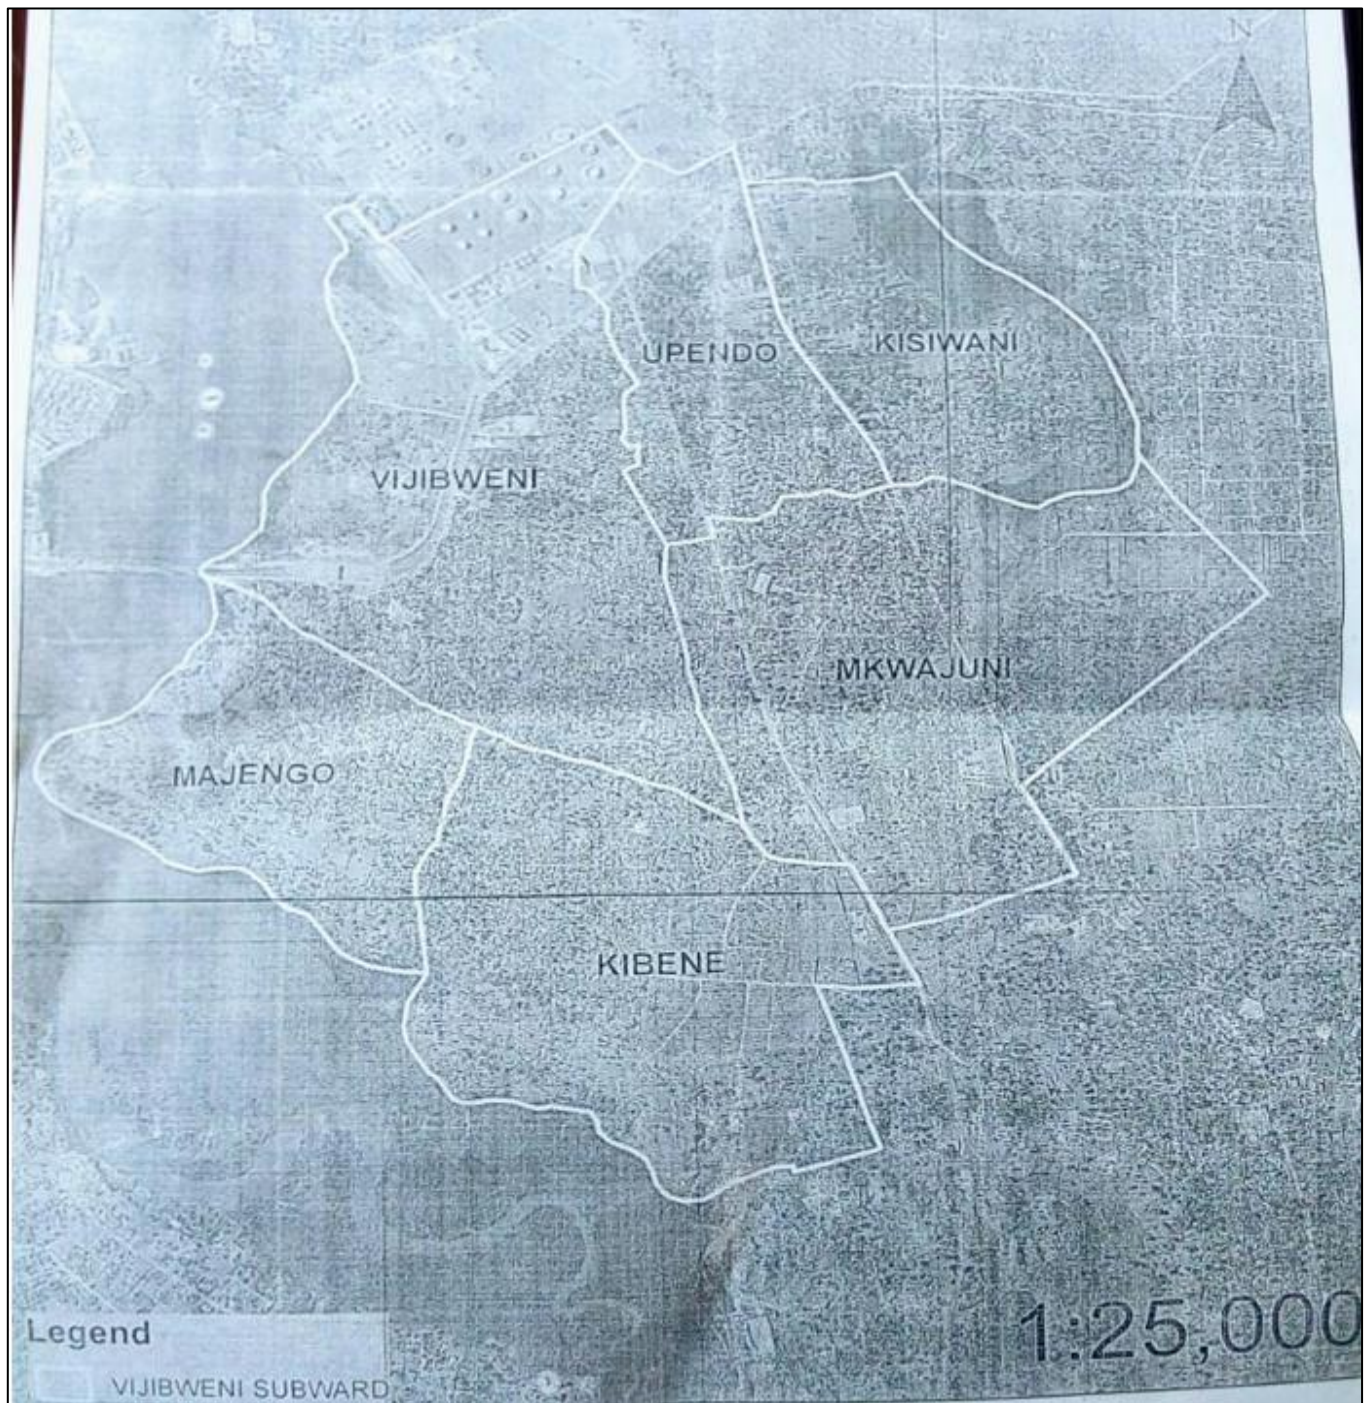 N
UPENDO
KISIWANI
VIJIBWENI
MKWAJUNI
MAJENGO
KIBENE
1:25,000
Legend
VIJIBWENI SUBWARD